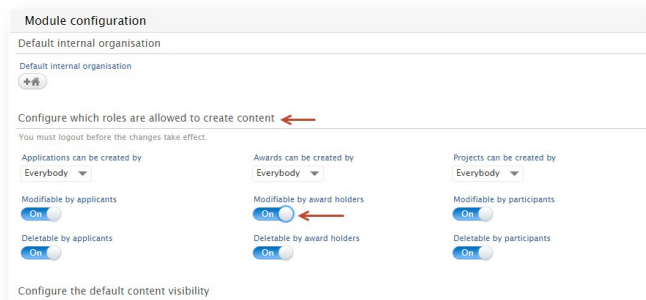 Module configuration
Default internal organisation
Default internal organisation
Configure which roles are allowed to create content
You must logout before the changes take effect.
Applications can be created by Awards can be created by Projects can be created by
Everybody Everybody Everybody
Modifiable by applicants Modifiable by award holders Modifiable by participants
On On On
Deletable by applicants Deletable by award holders Deletable by participants
On On On
Configure the default content visibility